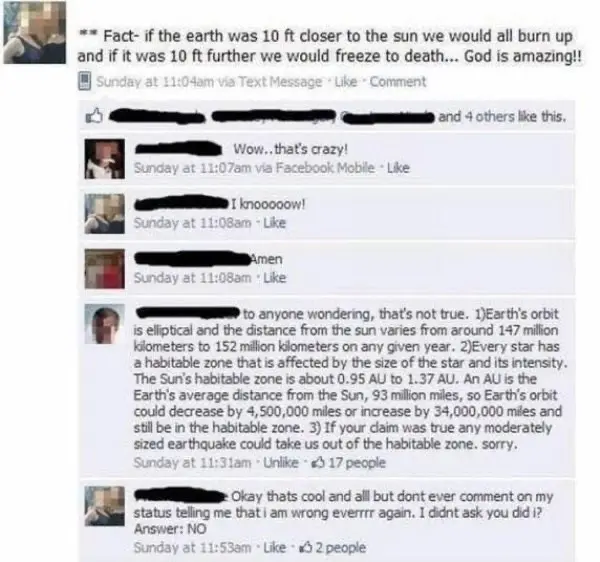 ** Fact- if the earth was 10 ft closer to the sun we would all burn up
and if it was 10 ft further we would freeze to death... God is amazing!!
Sunday at 11:04am via Text Message · Like · Comment
and 4 others like this.
Wow..that's crazy!
Sunday at 11:07am via Facebook Mobile · Like
I knooooow!
Sunday at 11:08am · Like
Amen
Sunday at 11:08am · Like
to anyone wondering, that's not true. 1)Earth's orbit
is elliptical and the distance from the sun varies from around 147 million
kilometers to 152 million kilometers on any given year. 2)Every star has
a habitable zone that is affected by the size of the star and its intensity.
The Sun's habitable zone is about 0.95 AU to 1.37 AU. An AU is the
Earth's average distance from the Sun, 93 million miles, so Earth's orbit
could decrease by 4,500,000 miles or increase by 34,000,000 miles and
still be in the habitable zone. 3) If your claim was true any moderately
sized earthquake could take us out of the habitable zone. sorry.
Sunday at 11:31am · Unlike · 17 people
Okay thats cool and alll but dont ever comment on my
status telling me that i am wrong everrrr again. I didnt ask you did i?
Answer: NO
Sunday at 11:53am · Like · 2 people